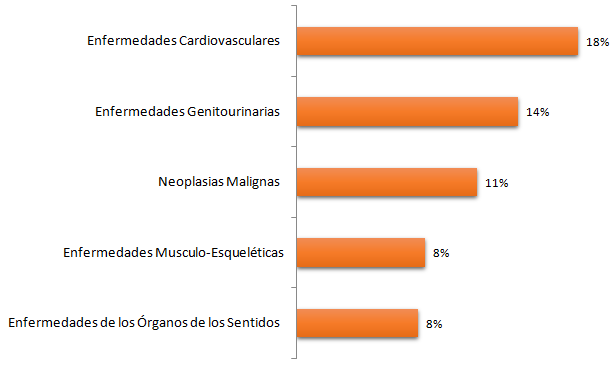 Enfermedades Cardiovasculares 18%
Enfermedades Genitourinarias 14%
Neoplasias Malignas 11%
Enfermedades Musculo-Esqueléticas 8%
Enfermedades de los Órganos de los Sentidos 8%